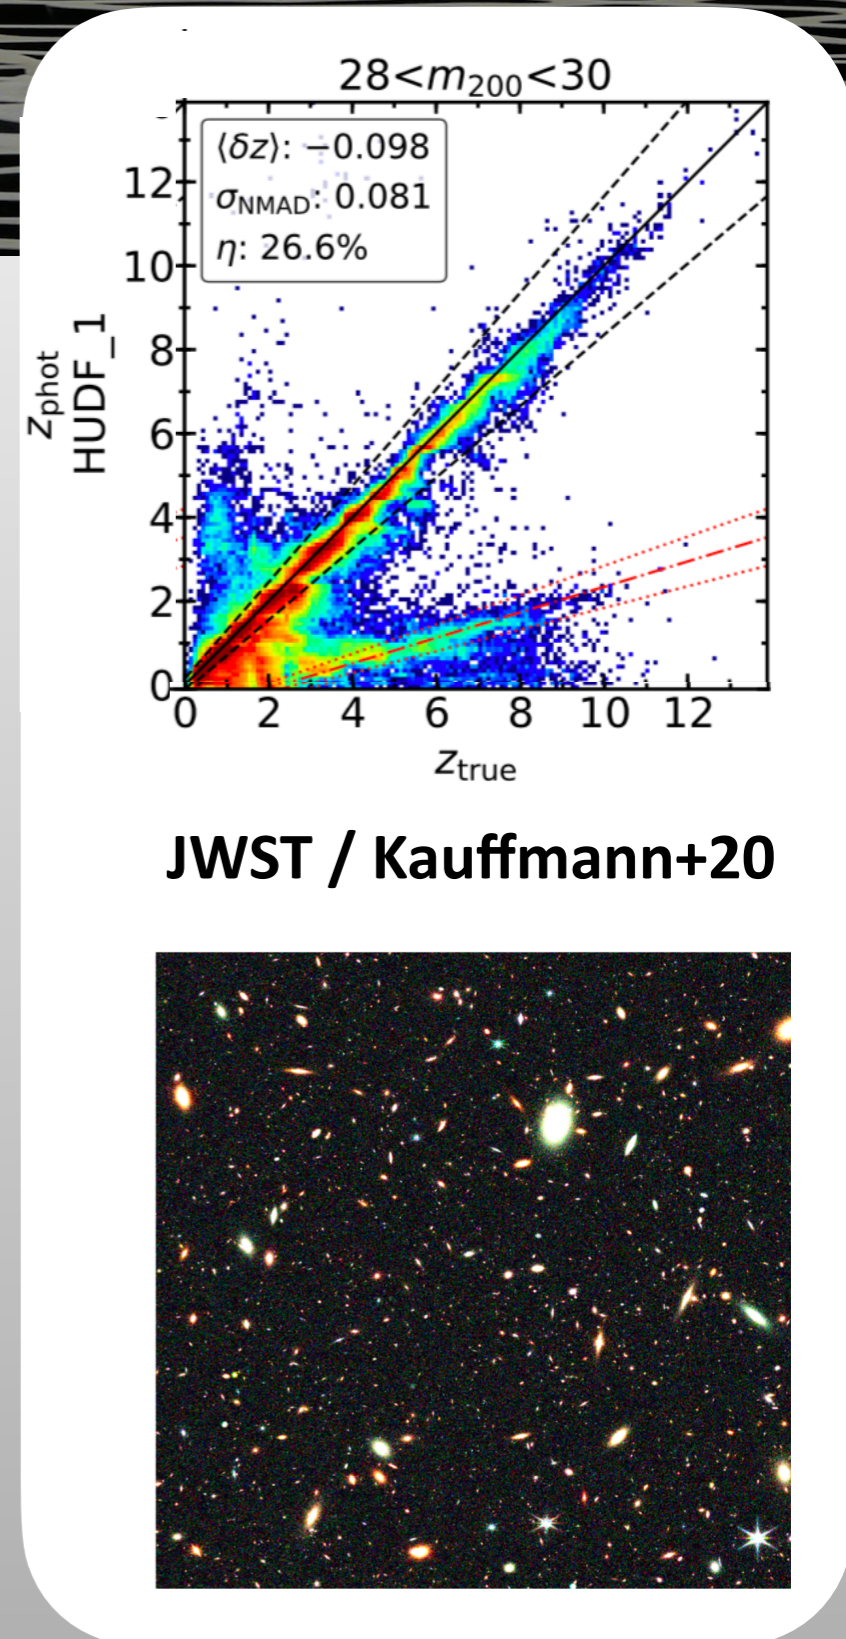 28<m200<30
⟨δz⟩: −0.098
σNMAD: 0.081
η: 26.6%
12
10
8
6
4
2
0
zphot
HUDF_1
0 2 4 6 8 10 12
ztrue
JWST / Kauffmann+20